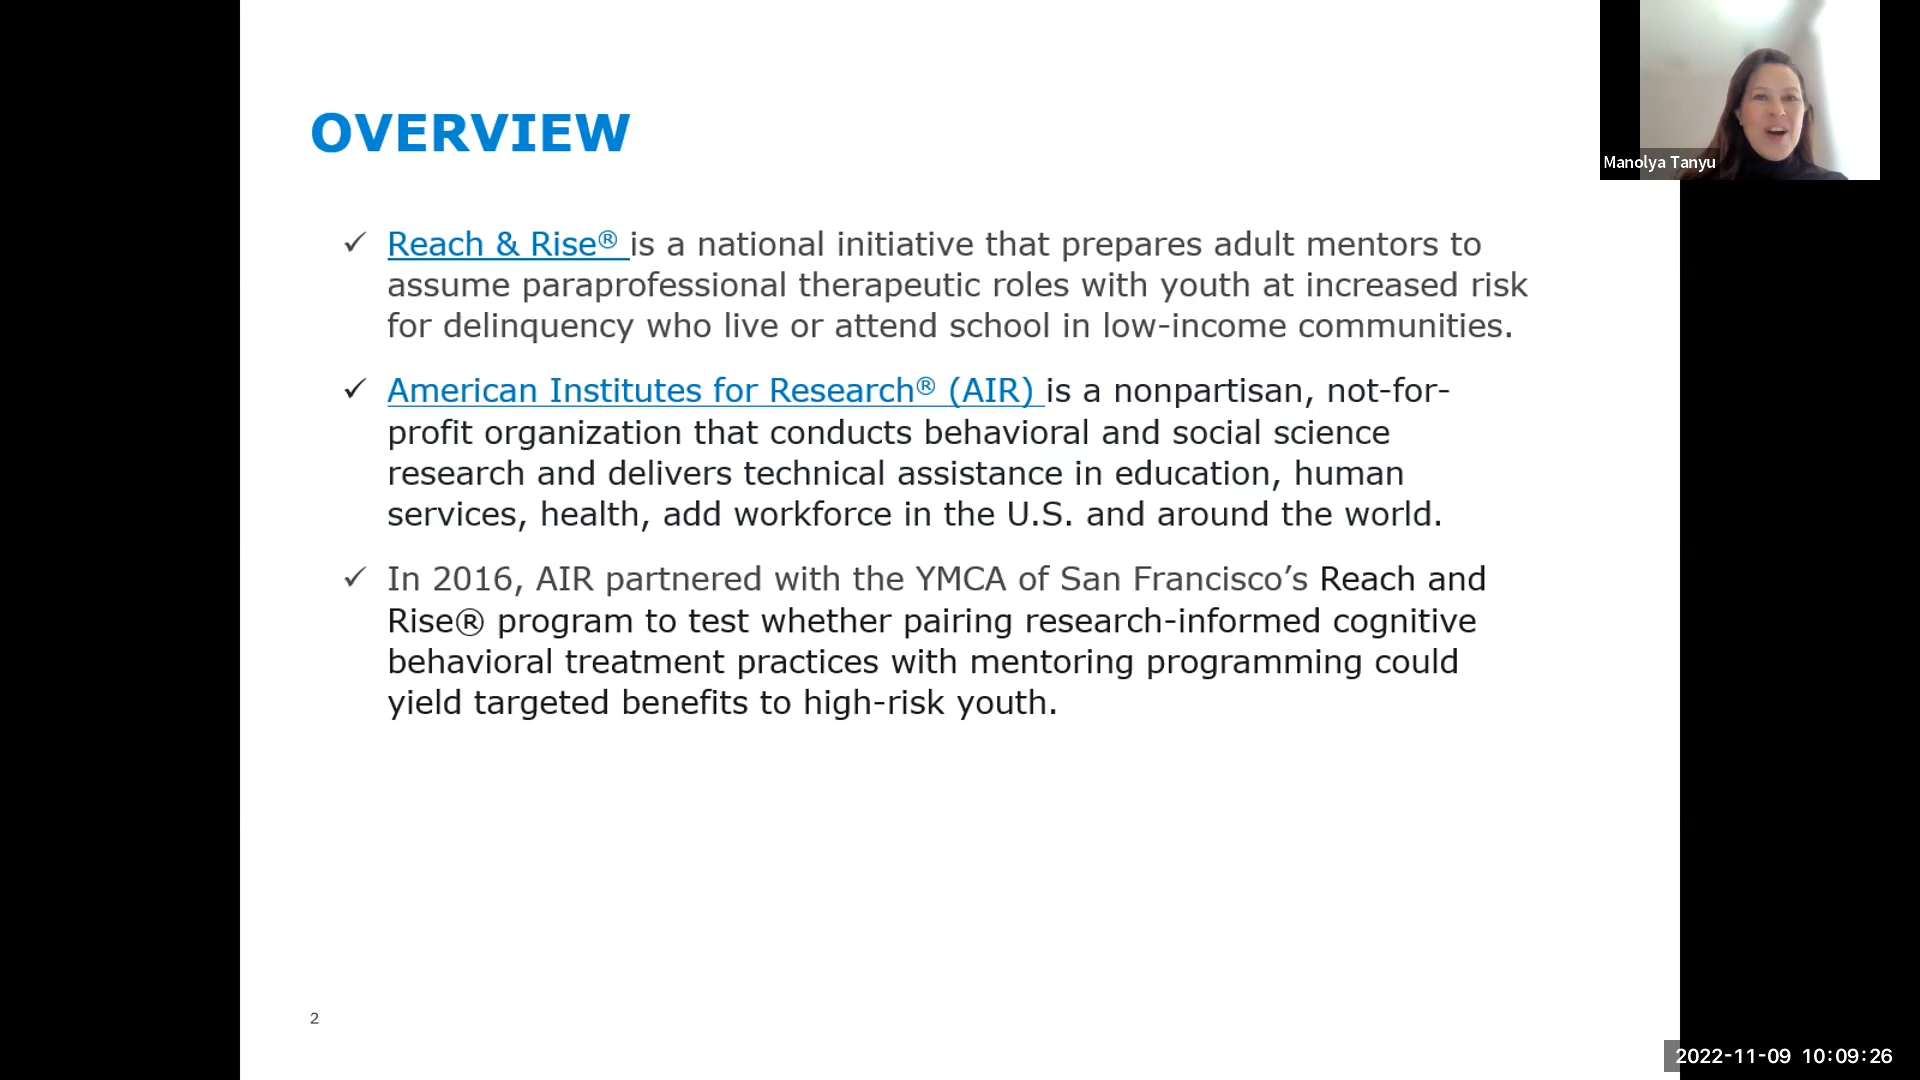 OVERVIEW
Manolya Tanyu
✓ Reach & Rise® is a national initiative that prepares adult mentors to
assume paraprofessional therapeutic roles with youth at increased risk
for delinquency who live or attend school in low-income communities.
✓ American Institutes for Research® (AIR) is a nonpartisan, not-for-
profit organization that conducts behavioral and social science
research and delivers technical assistance in education, human
services, health, add workforce in the U.S. and around the world.
✓ In 2016, AIR partnered with the YMCA of San Francisco’s Reach and
Rise® program to test whether pairing research-informed cognitive
behavioral treatment practices with mentoring programming could
yield targeted benefits to high-risk youth.
2
2022-11-09 10:09:26